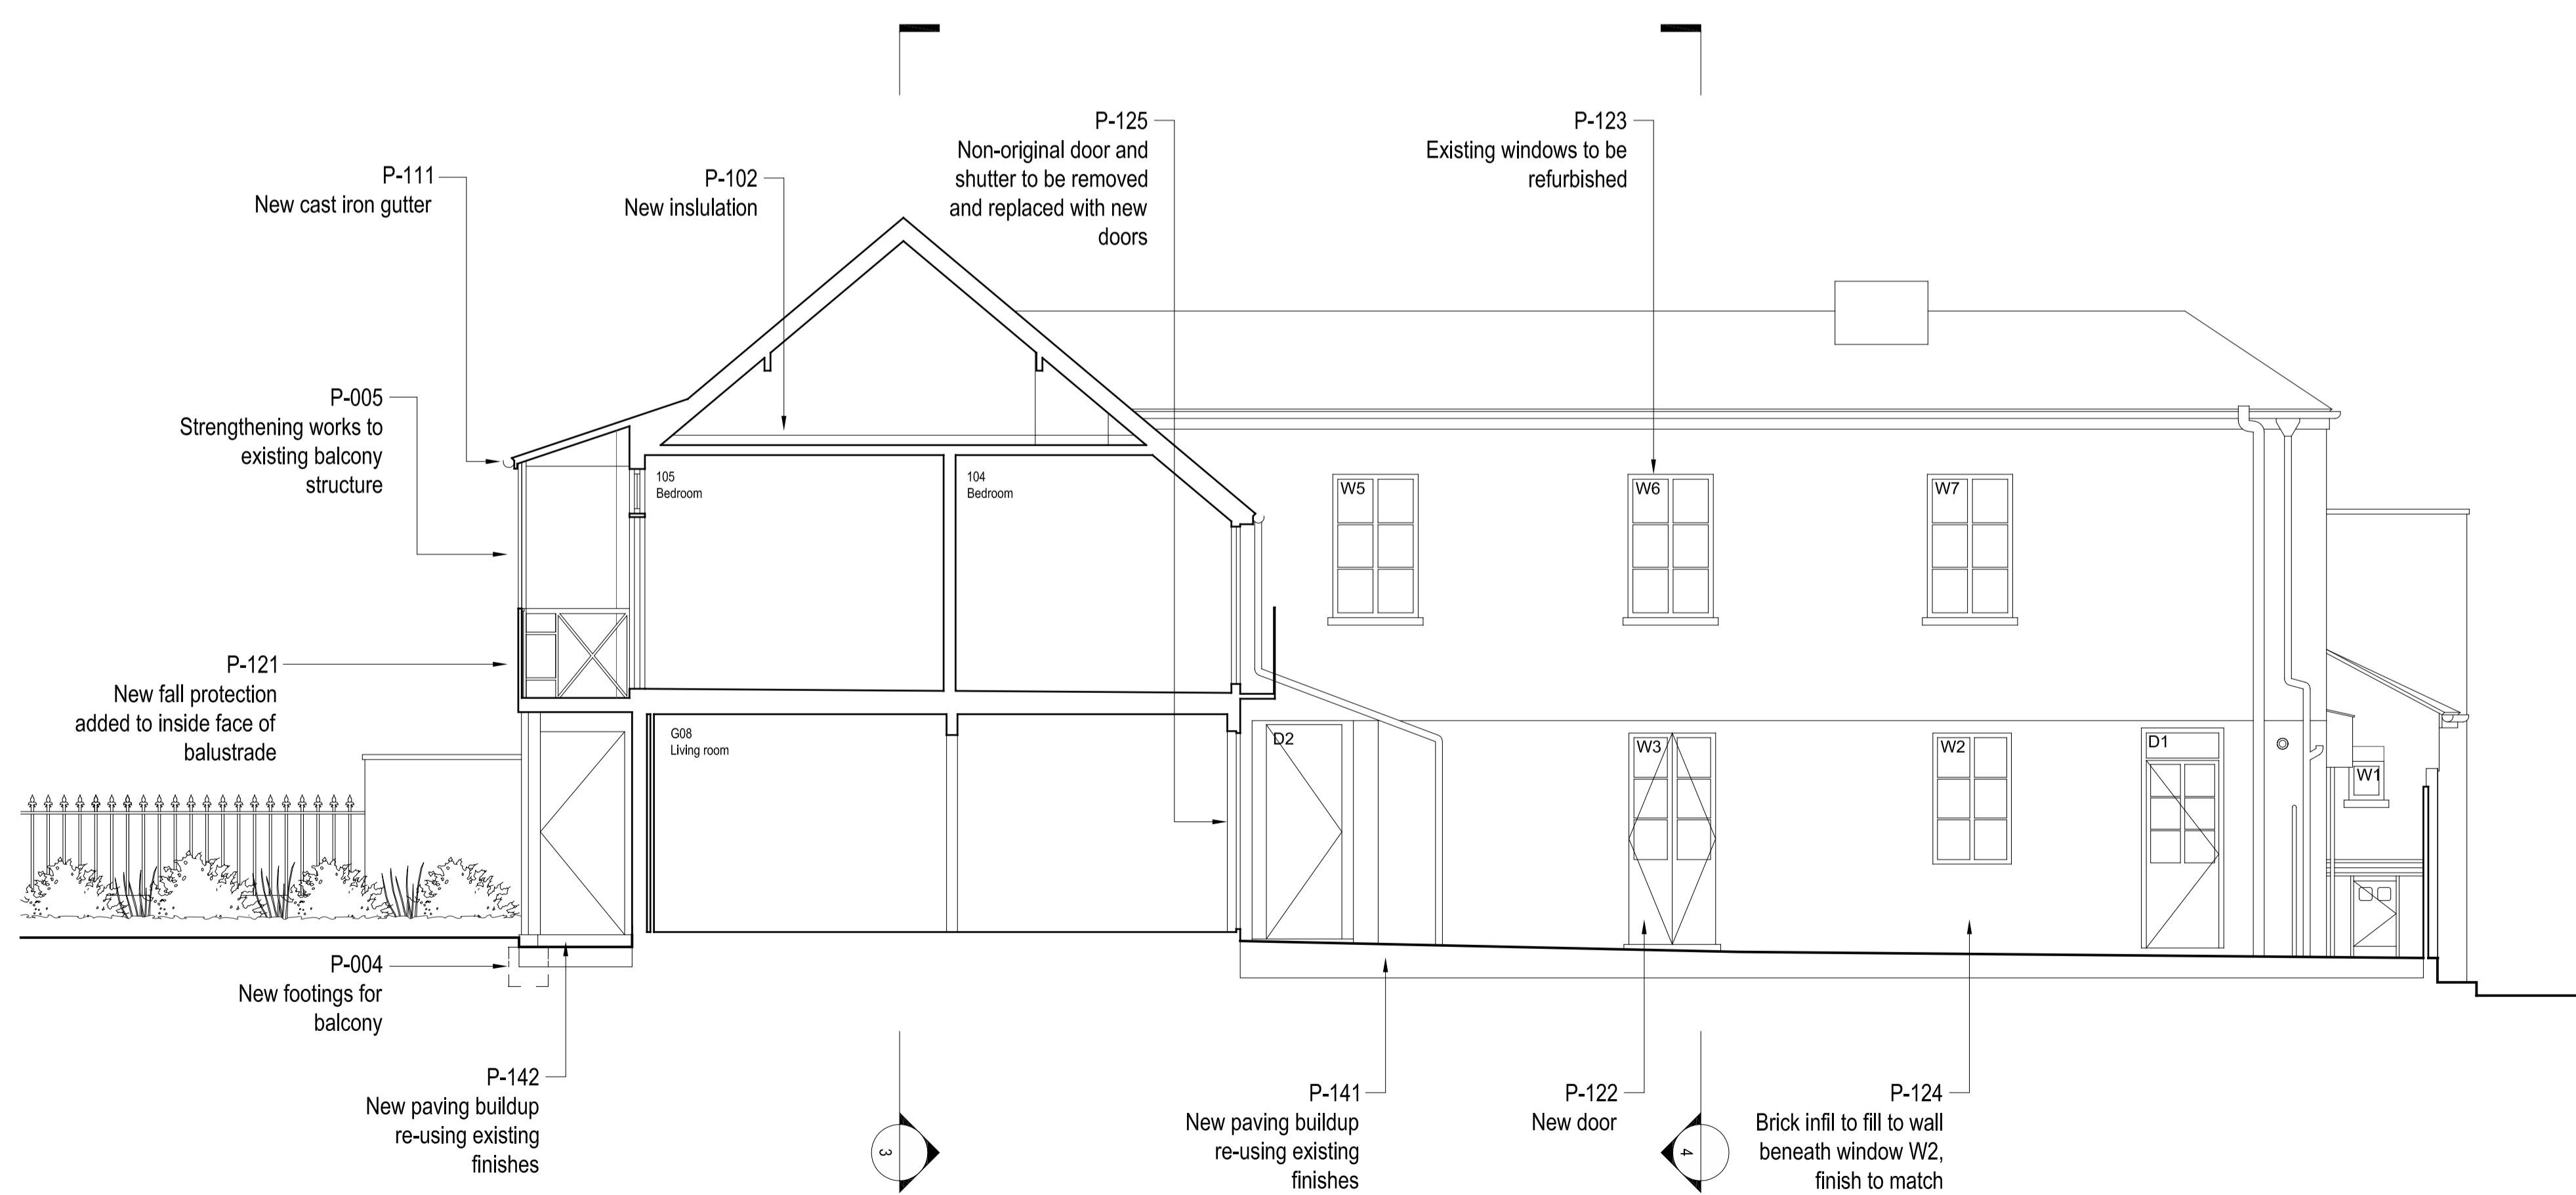 P-125
Non-original door and
shutter to be removed
and replaced with new
doors
P-123
Existing windows to be
refurbished
P-111
New cast iron gutter
P-102
New inslulation
P-005
Strengthening works to
existing balcony
structure
105
Bedroom
104
Bedroom
W5
W6
W7
P-121
New fall protection
added to inside face of
balustrade
G08
Living room
D2
W3
W2
D1
W1
P-004
New footings for
balcony
P-142
New paving buildup
re-using existing
finishes
P-141
New paving buildup
re-using existing
finishes
P-122
New door
P-124
Brick infil to fill to wall
beneath window W2,
finish to match
3
4